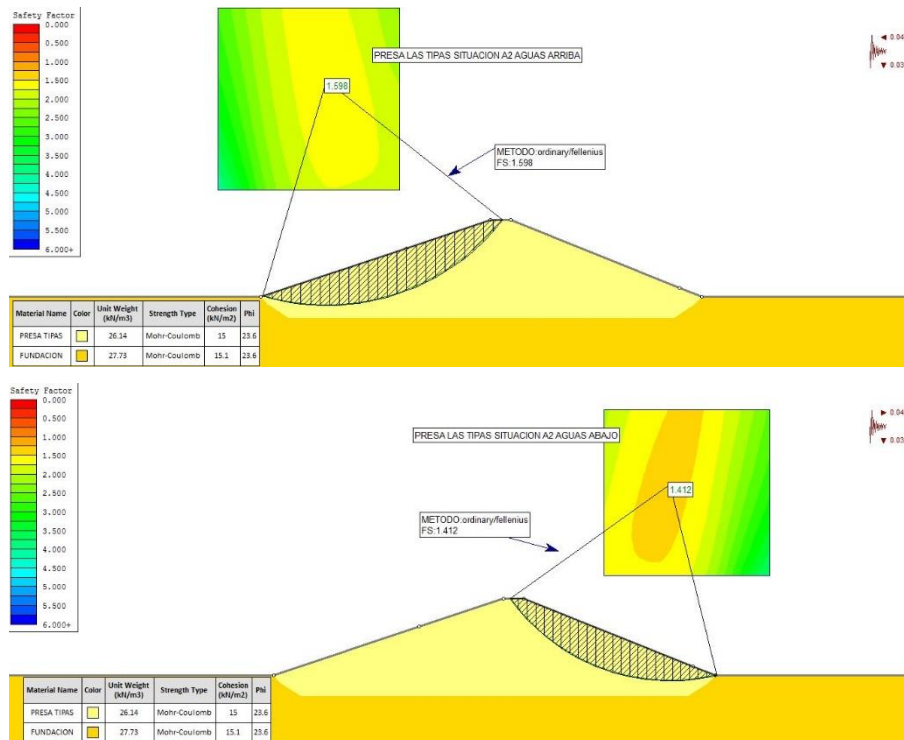 Safety Factor
0.000
0.500
1.000
1.500
2.000
2.500
3.000
3.500
4.000
4.500
5.000
5.500
6.000+
PRESA LAS TIPAS SITUACION A2 AGUAS ARRIBA
1.598
METODO:ordinary/fellenius
FS:1.598
0.04
0.03
Material Name Color Unit Weight (kN/m3) Strength Type Cohesion (kN/m2) Phi
PRESA TIPAS 26.14 Mohr-Coulomb 15 23.6
FUNDACION 27.73 Mohr-Coulomb 15.1 23.6
Safety Factor
0.000
0.500
1.000
1.500
2.000
2.500
3.000
3.500
4.000
4.500
5.000
5.500
6.000+
PRESA LAS TIPAS SITUACION A2 AGUAS ABAJO
1.412
METODO:ordinary/fellenius
FS:1.412
0.04
0.03
Material Name Color Unit Weight (kN/m3) Strength Type Cohesion (kN/m2) Phi
PRESA TIPAS 26.14 Mohr-Coulomb 15 23.6
FUNDACION 27.73 Mohr-Coulomb 15.1 23.6